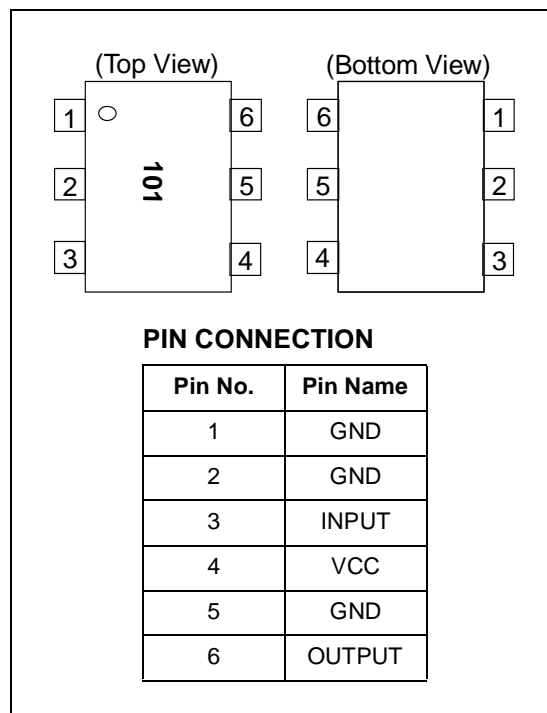 (Top View) (Bottom View)
1 6 6 1
2 101 5 5 2
3 4 4 3
PIN CONNECTION
Pin No. Pin Name
1 GND
2 GND
3 INPUT
4 VCC
5 GND
6 OUTPUT